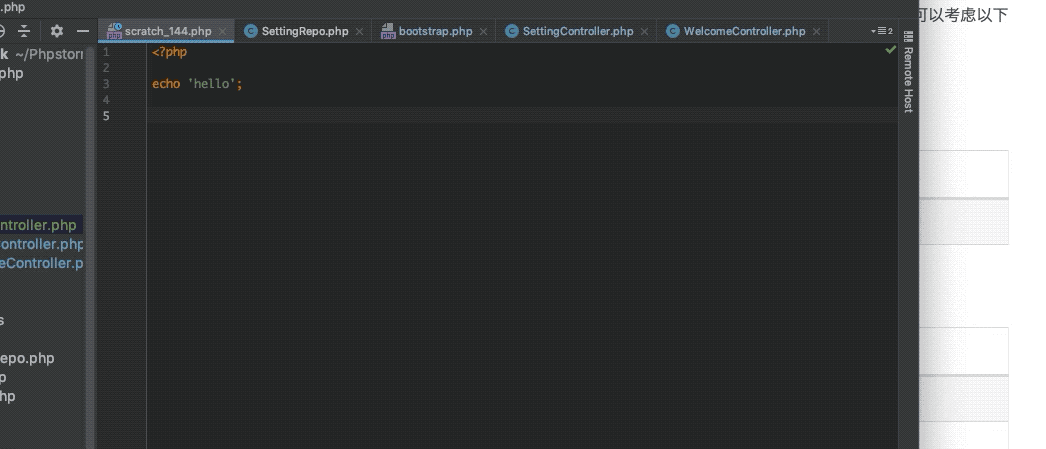 .php
可以考虑以下
scratch_144.php
SettingRepo.php
bootstrap.php
SettingController.php
WelcomeController.php
2
k ~/Phpstorr
php
ntroller.php
ontroller.php
eController.p
s
epo.php
p
hp
1 <?php
2
3 echo 'hello';
4
5
Remote Host